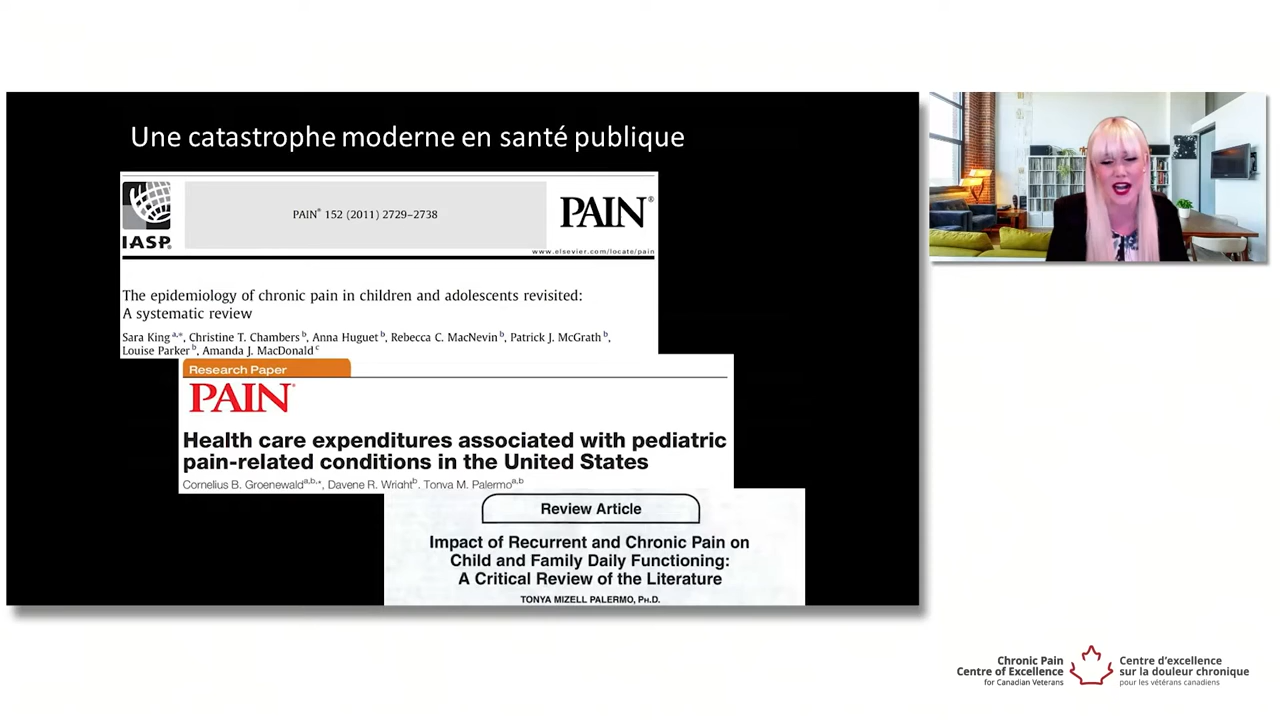 Une catastrophe moderne en santé publique
IASP®
PAIN® 152 (2011) 2729–2738
PAIN®
www.elsevier.com/locate/pain
The epidemiology of chronic pain in children and adolescents revisited:
A systematic review
Sara King a,*, Christine T. Chambers b, Anna Huguet b, Rebecca C. MacNevin b, Patrick J. McGrath b,
Louise Parker b, Amanda J. MacDonald c
Research Paper
PAIN®
Health care expenditures associated with pediatric
pain-related conditions in the United States
Cornelius B. Groenewald a,b,*, Davene R. Wright b, Tonya M. Palermo a,b
Review Article
Impact of Recurrent and Chronic Pain on
Child and Family Daily Functioning:
A Critical Review of the Literature
TONYA MIZELL PALERMO, PH.D.
Chronic Pain
Centre of Excellence
for Canadian Veterans
Centre d'excellence
sur la douleur chronique
pour les vétérans canadiens